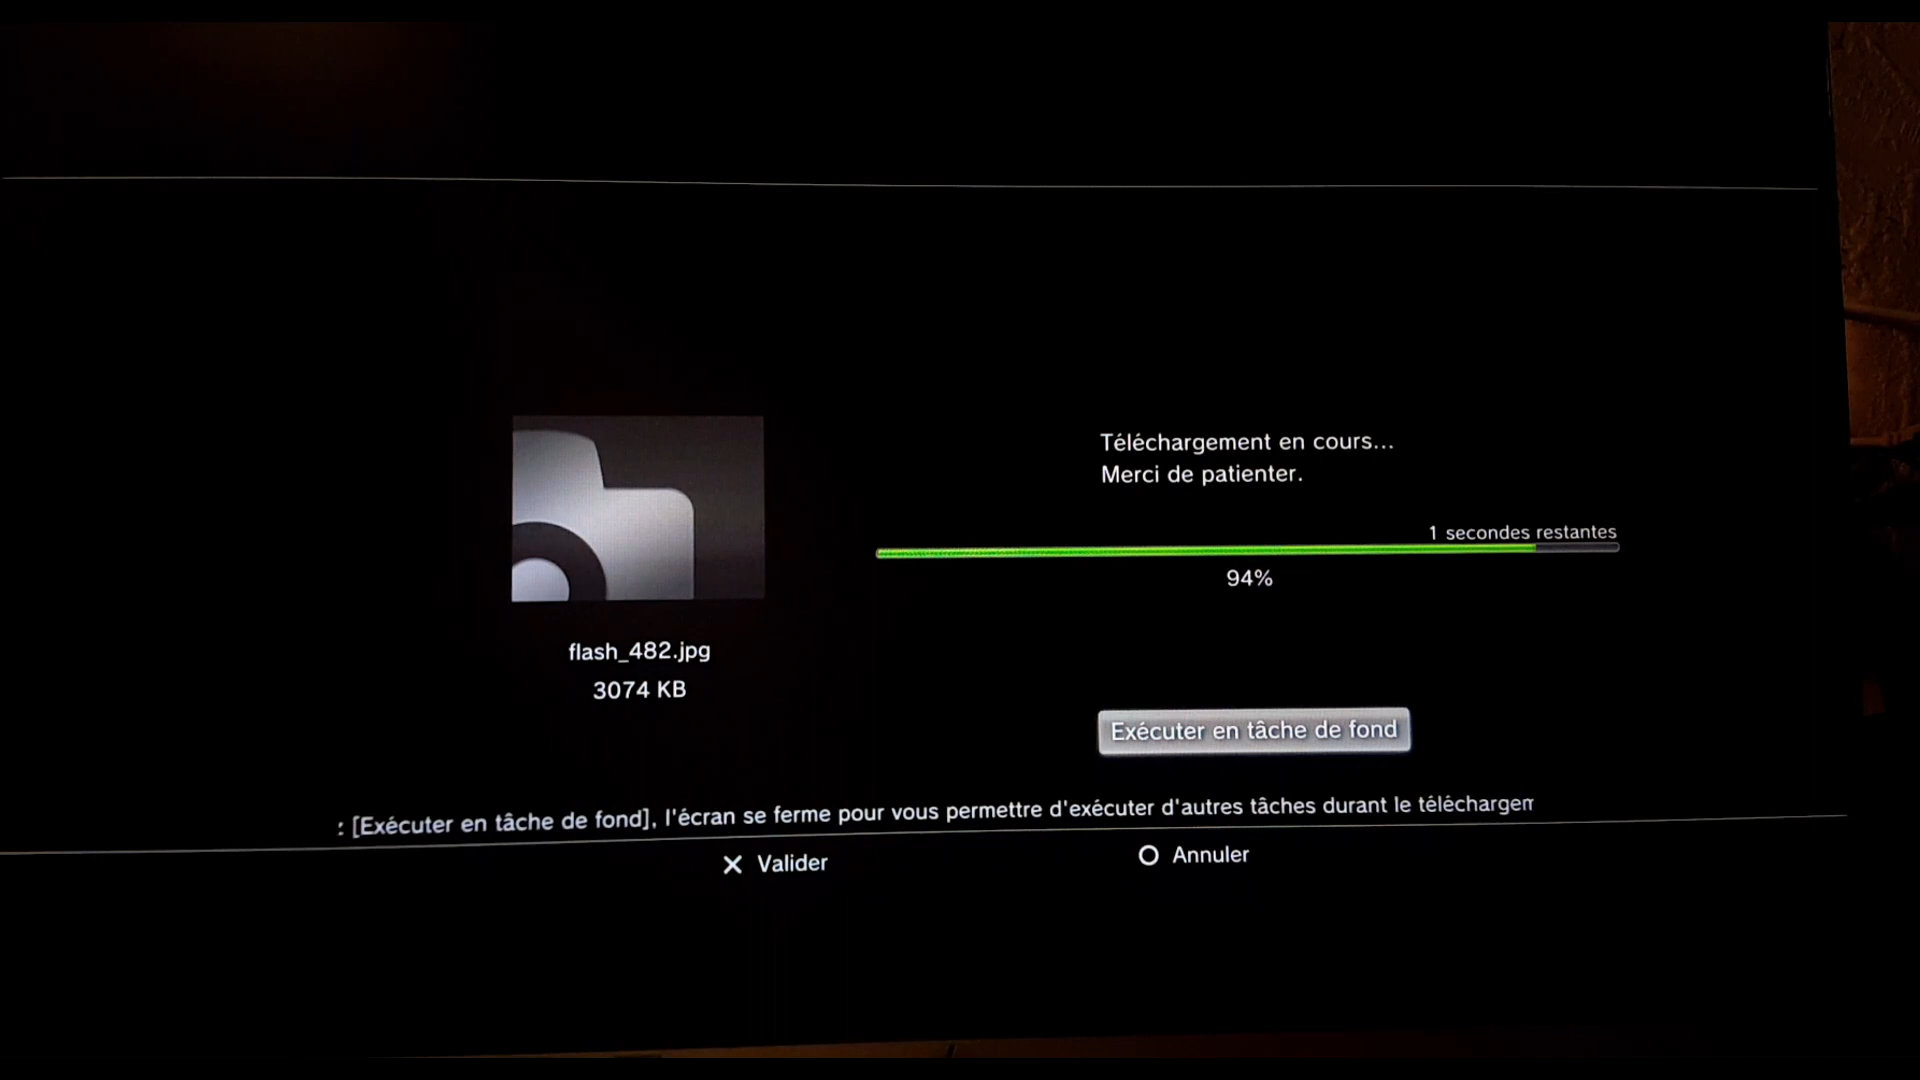 Téléchargement en cours...
Merci de patienter.
1 secondes restantes
94%
flash_482.jpg
3074 KB
Exécuter en tâche de fond
: [Exécuter en tâche de fond], l'écran se ferme pour vous permettre d'exécuter d'autres tâches durant le téléchargem
X Valider
O Annuler